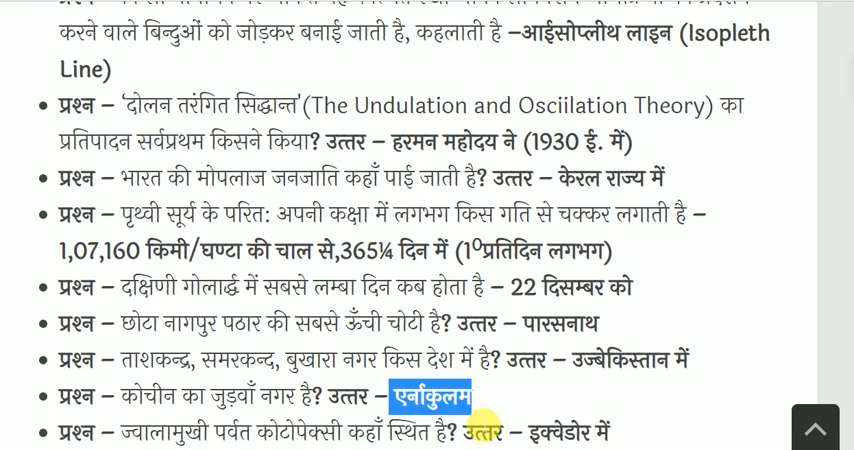 करने वाले बिन्दुओं को जोड़कर बनाई जाती है, कहलाती है –आईसोप्लीथ लाइन (Isopleth
Line)
• प्रश्न – ‘दोलन तरंगित सिद्धान्त'(The Undulation and Osciilation Theory) का
प्रतिपादन सर्वप्रथम किसने किया? उत्तर – हरमन महोदय ने (1930 ई. में)
• प्रश्न – भारत की मोपलाज जनजाति कहाँ पाई जाती है? उत्तर – केरल राज्य में
• प्रश्न – पृथ्वी सूर्य के परित: अपनी कक्षा में लगभग किस गति से चक्कर लगाती है –
1,07,160 किमी/घण्टा की चाल से,365¼ दिन में (1⁰प्रतिदिन लगभग)
• प्रश्न – दक्षिणी गोलार्द्ध में सबसे लम्बा दिन कब होता है – 22 दिसम्बर को
• प्रश्न – छोटा नागपुर पठार की सबसे ऊँची चोटी है? उत्तर – पारसनाथ
• प्रश्न – ताशकन्द्र, समरकन्द, बुखारा नगर किस देश में है? उत्तर – उज्बेकिस्तान में
• प्रश्न – कोचीन का जुड़वाँ नगर है? उत्तर – एर्नाकुलम
• प्रश्न – ज्वालामुखी पर्वत कोटोपेक्सी कहाँ स्थित है? उत्तर – इक्वेडोर में